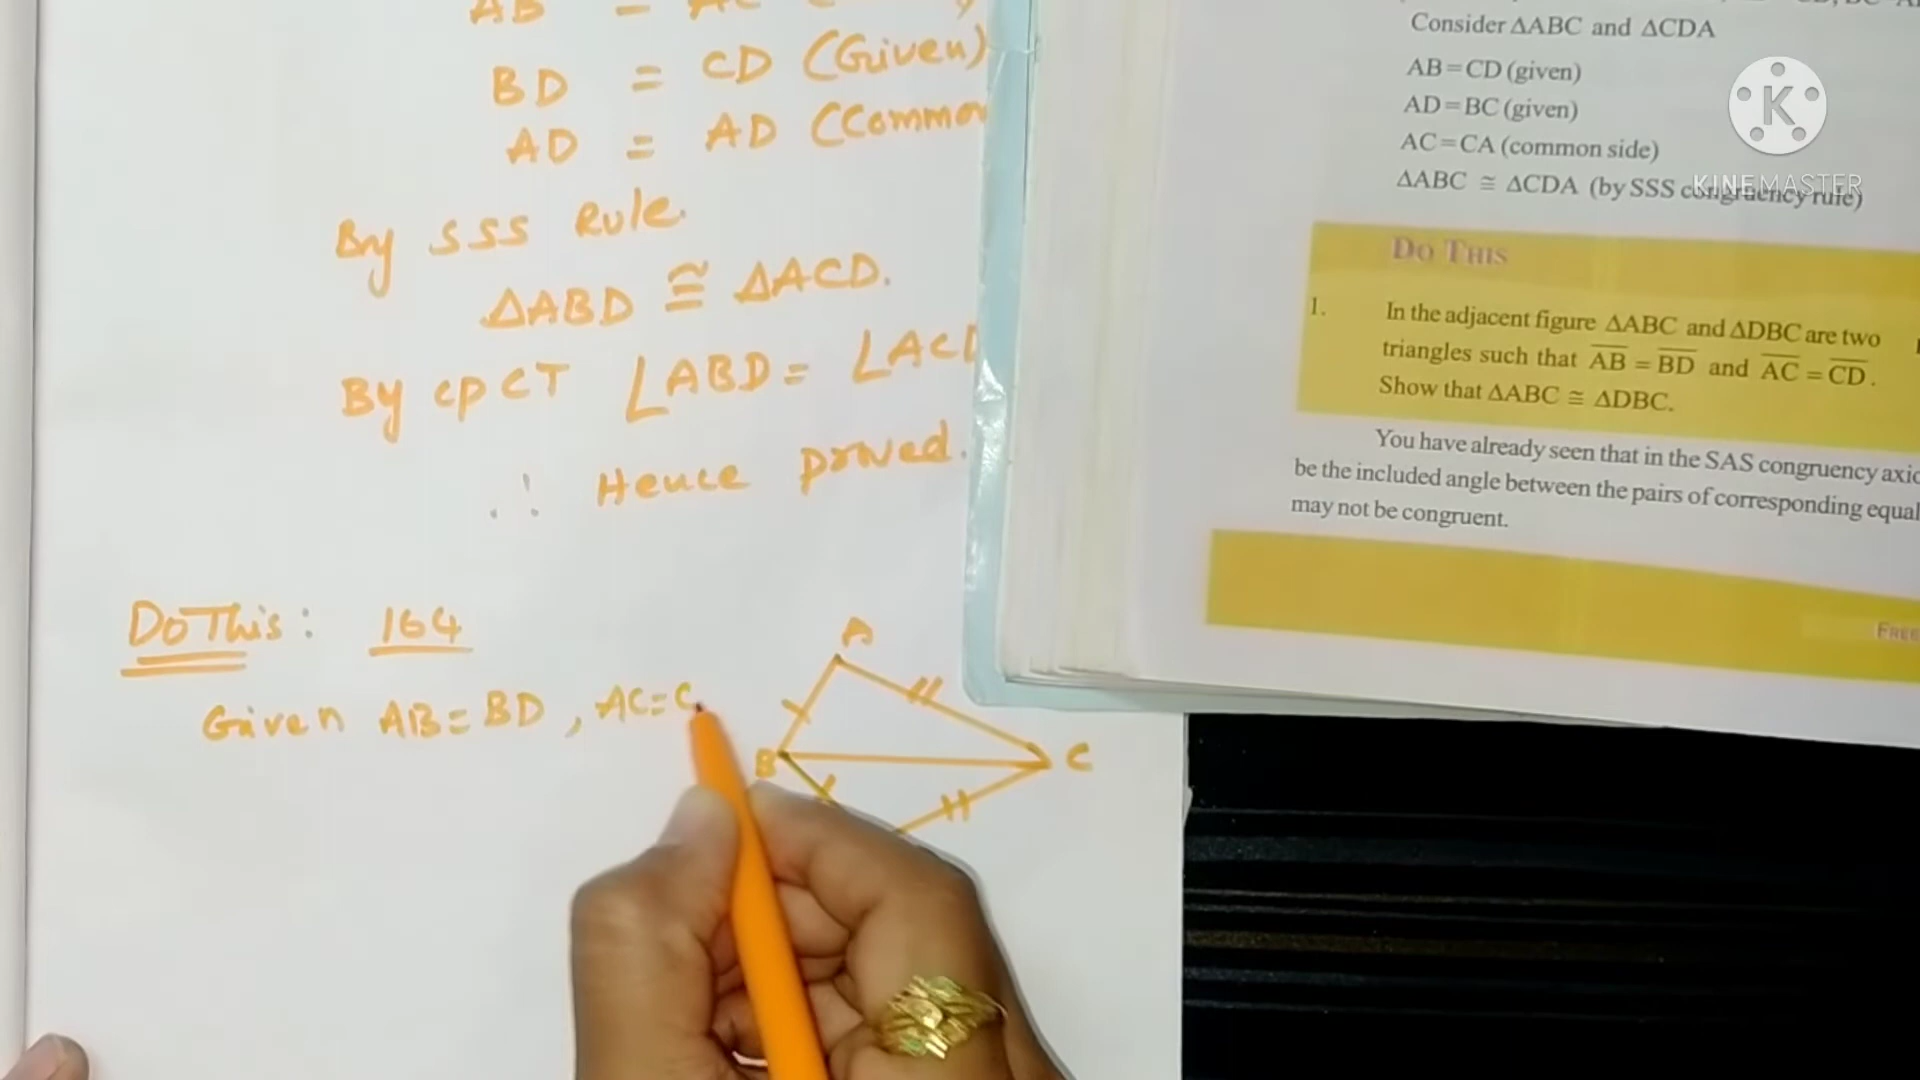 AB = AC
BD = CD (Given)
AD = AD (Common
By SSS Rule.
ΔABD ≅ ΔACD.
By CPCT ∠ABD = ∠ACD
∴ Hence proved.
Do This: 164
Given AB = BD, AC = C
A
B
C
Consider ΔABC and ΔCDA
AB=CD (given)
AD=BC (given)
AC=CA (common side)
ΔABC ≅ ΔCDA (by SSS congruency rule)
KINEMASTER
DO THIS
1. In the adjacent figure ΔABC and ΔDBC are two
triangles such that A̅B̅ = B̅D̅ and A̅C̅ = C̅D̅.
Show that ΔABC ≅ ΔDBC.
You have already seen that in the SAS congruency axio
be the included angle between the pairs of corresponding equal
may not be congruent.
FREE